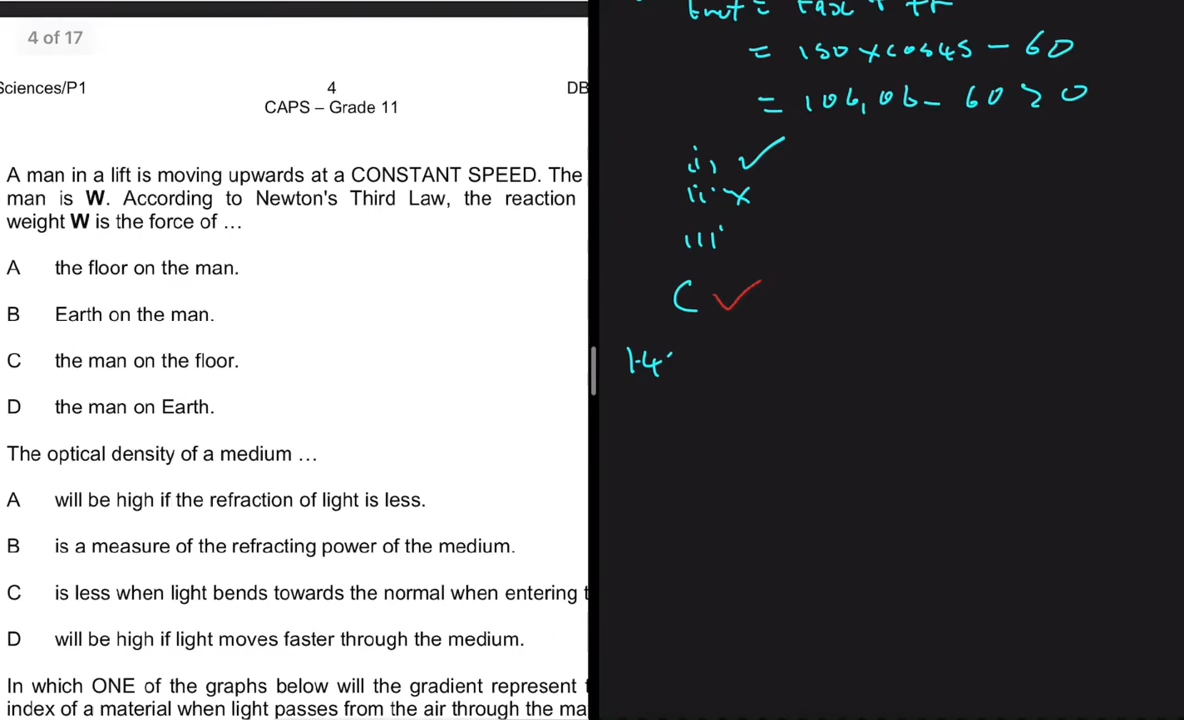 4 of 17
Sciences/P1 4 DB
CAPS – Grade 11
A man in a lift is moving upwards at a CONSTANT SPEED. The
man is W. According to Newton's Third Law, the reaction
weight W is the force of …
A the floor on the man.
B Earth on the man.
C the man on the floor.
D the man on Earth.
The optical density of a medium …
A will be high if the refraction of light is less.
B is a measure of the refracting power of the medium.
C is less when light bends towards the normal when entering t
D will be high if light moves faster through the medium.
In which ONE of the graphs below will the gradient represent
index of a material when light passes from the air through the ma
= 150 × cos45 – 60
= 106,06 – 60 > 0
i, ✓
ii. x
iii.
C ✓
1.4.